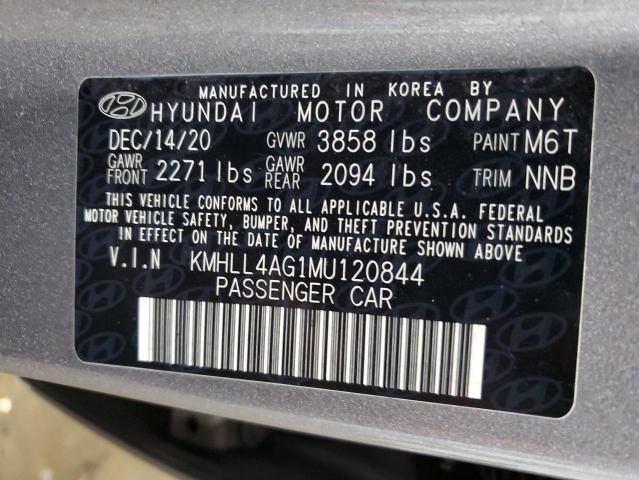 MANUFACTURED IN KOREA BY
HYUNDAI MOTOR COMPANY
DEC/14/20 GVWR 3858 lbs PAINT M6T
GAWR FRONT 2271 lbs GAWR REAR 2094 lbs TRIM NNB
THIS VEHICLE CONFORMS TO ALL APPLICABLE U.S.A. FEDERAL
MOTOR VEHICLE SAFETY, BUMPER, AND THEFT PREVENTION STANDARDS
IN EFFECT ON THE DATE OF MANUFACTURE SHOWN ABOVE.
V.I.N KMHLL4AG1MU120844
PASSENGER CAR